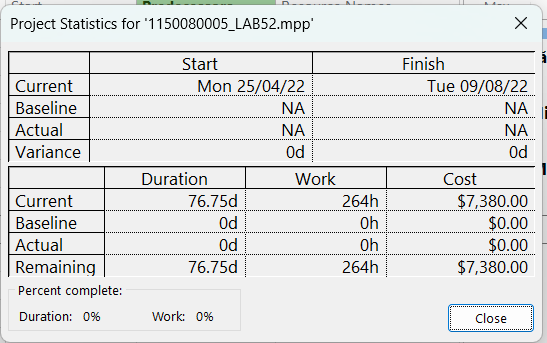 Project Statistics for '1150080005_LAB52.mpp'
Start Finish
Current Mon 25/04/22 Tue 09/08/22
Baseline NA NA
Actual NA NA
Variance 0d 0d
Duration Work Cost
Current 76.75d 264h $7,380.00
Baseline 0d 0h $0.00
Actual 0d 0h $0.00
Remaining 76.75d 264h $7,380.00
Percent complete:
Duration: 0% Work: 0%
Close